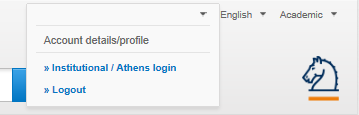 English Academic
Account details/profile
» Institutional / Athens login
» Logout